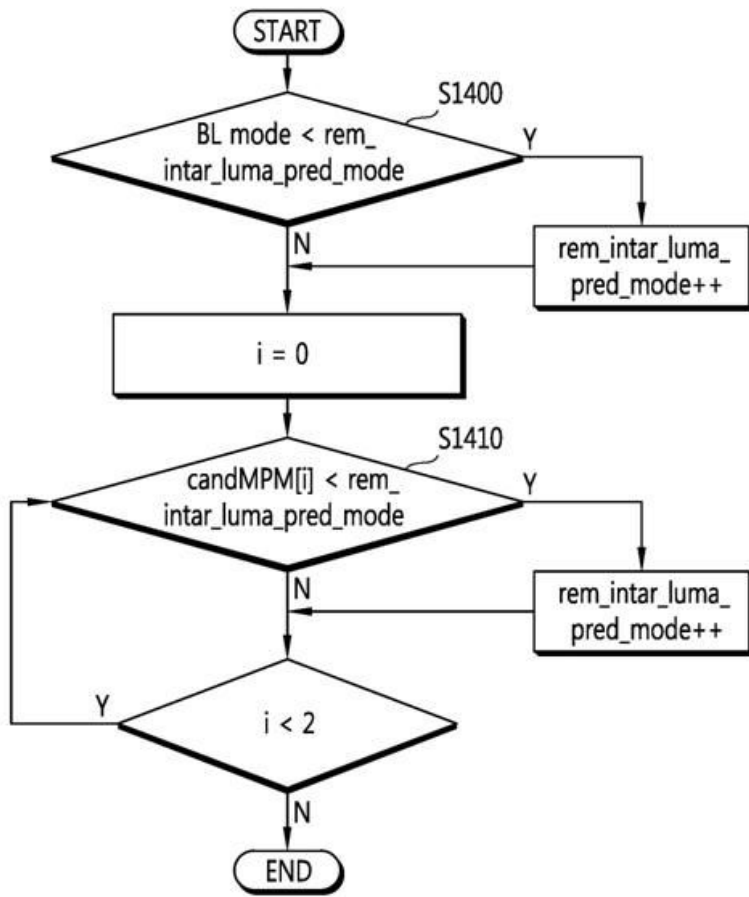 START
S1400
BL mode < rem_
intar_luma_pred_mode
Y
N
rem_intar_luma_
pred_mode++
i = 0
S1410
candMPM[i] < rem_
intar_luma_pred_mode
Y
N
rem_intar_luma_
pred_mode++
Y
i < 2
N
END